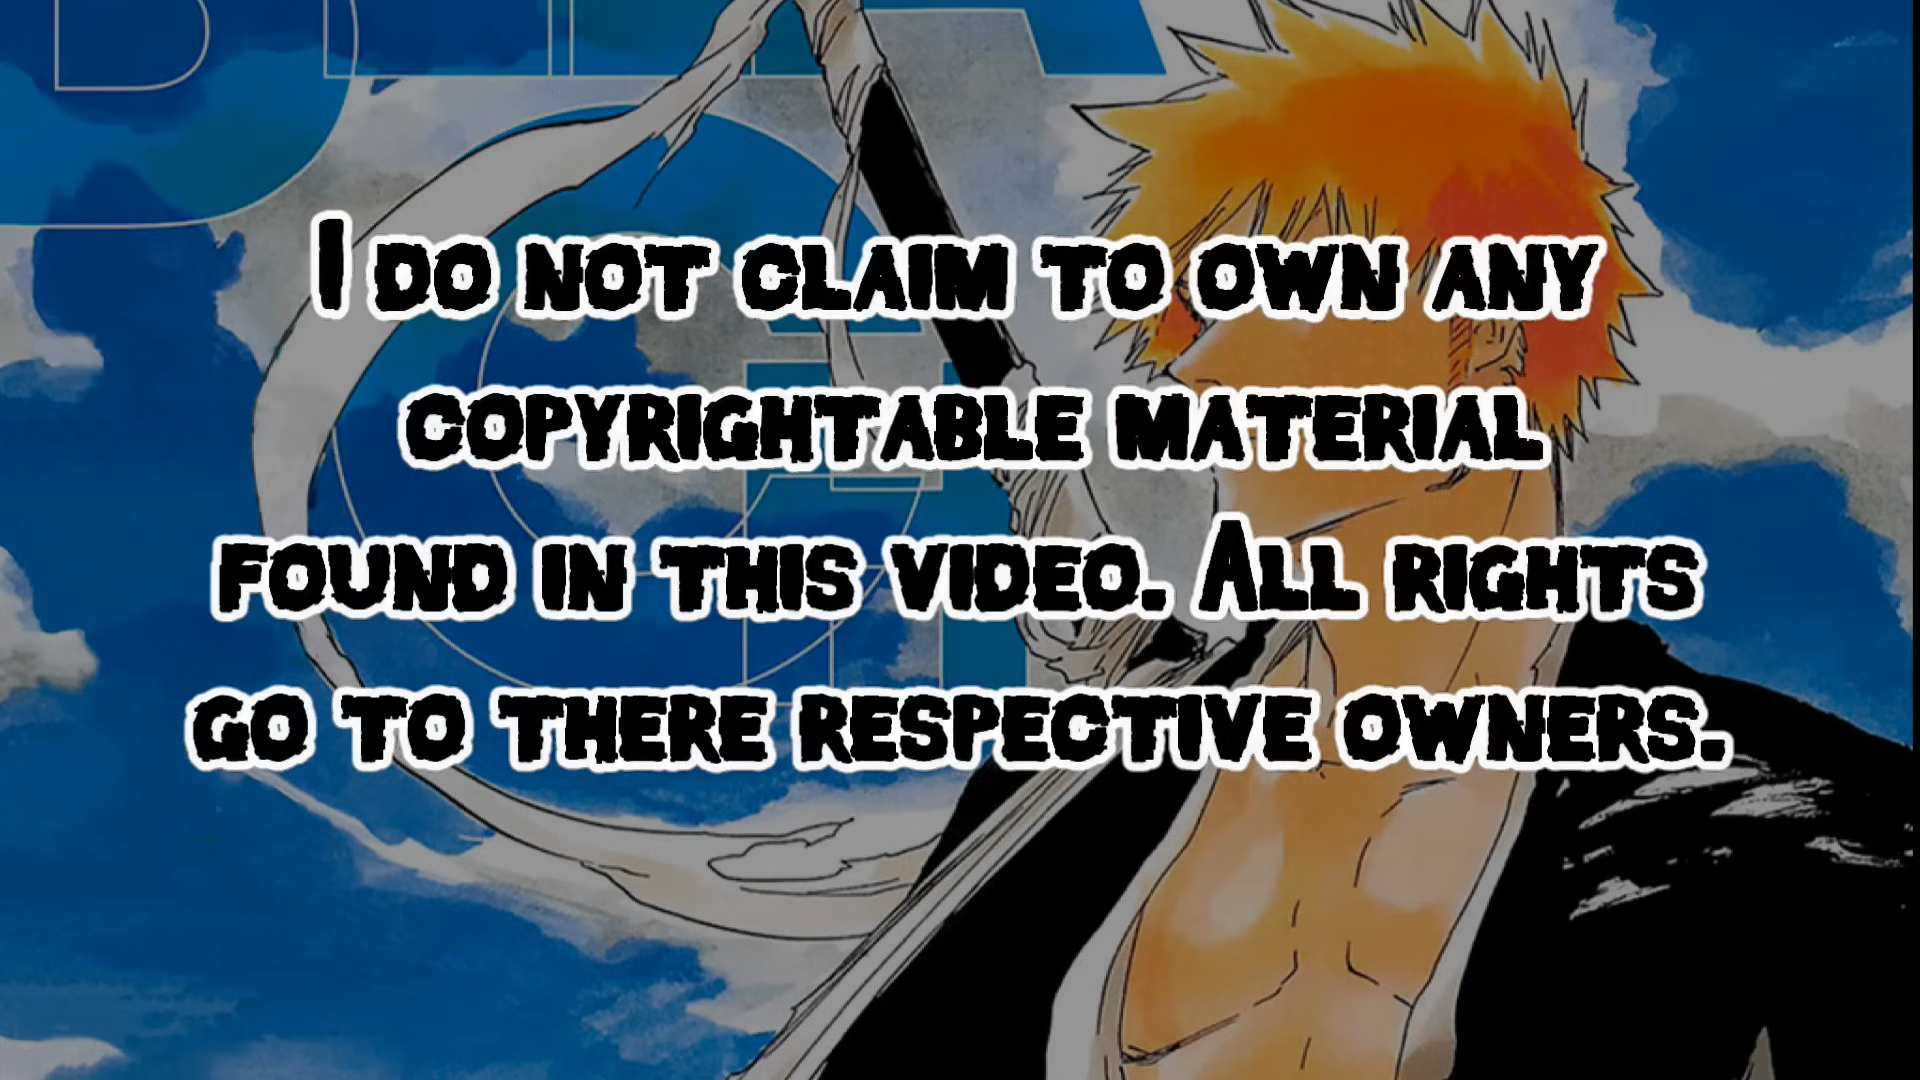 I do not claim to own any
copyrightable material
found in this video. All rights
go to there respective owners.